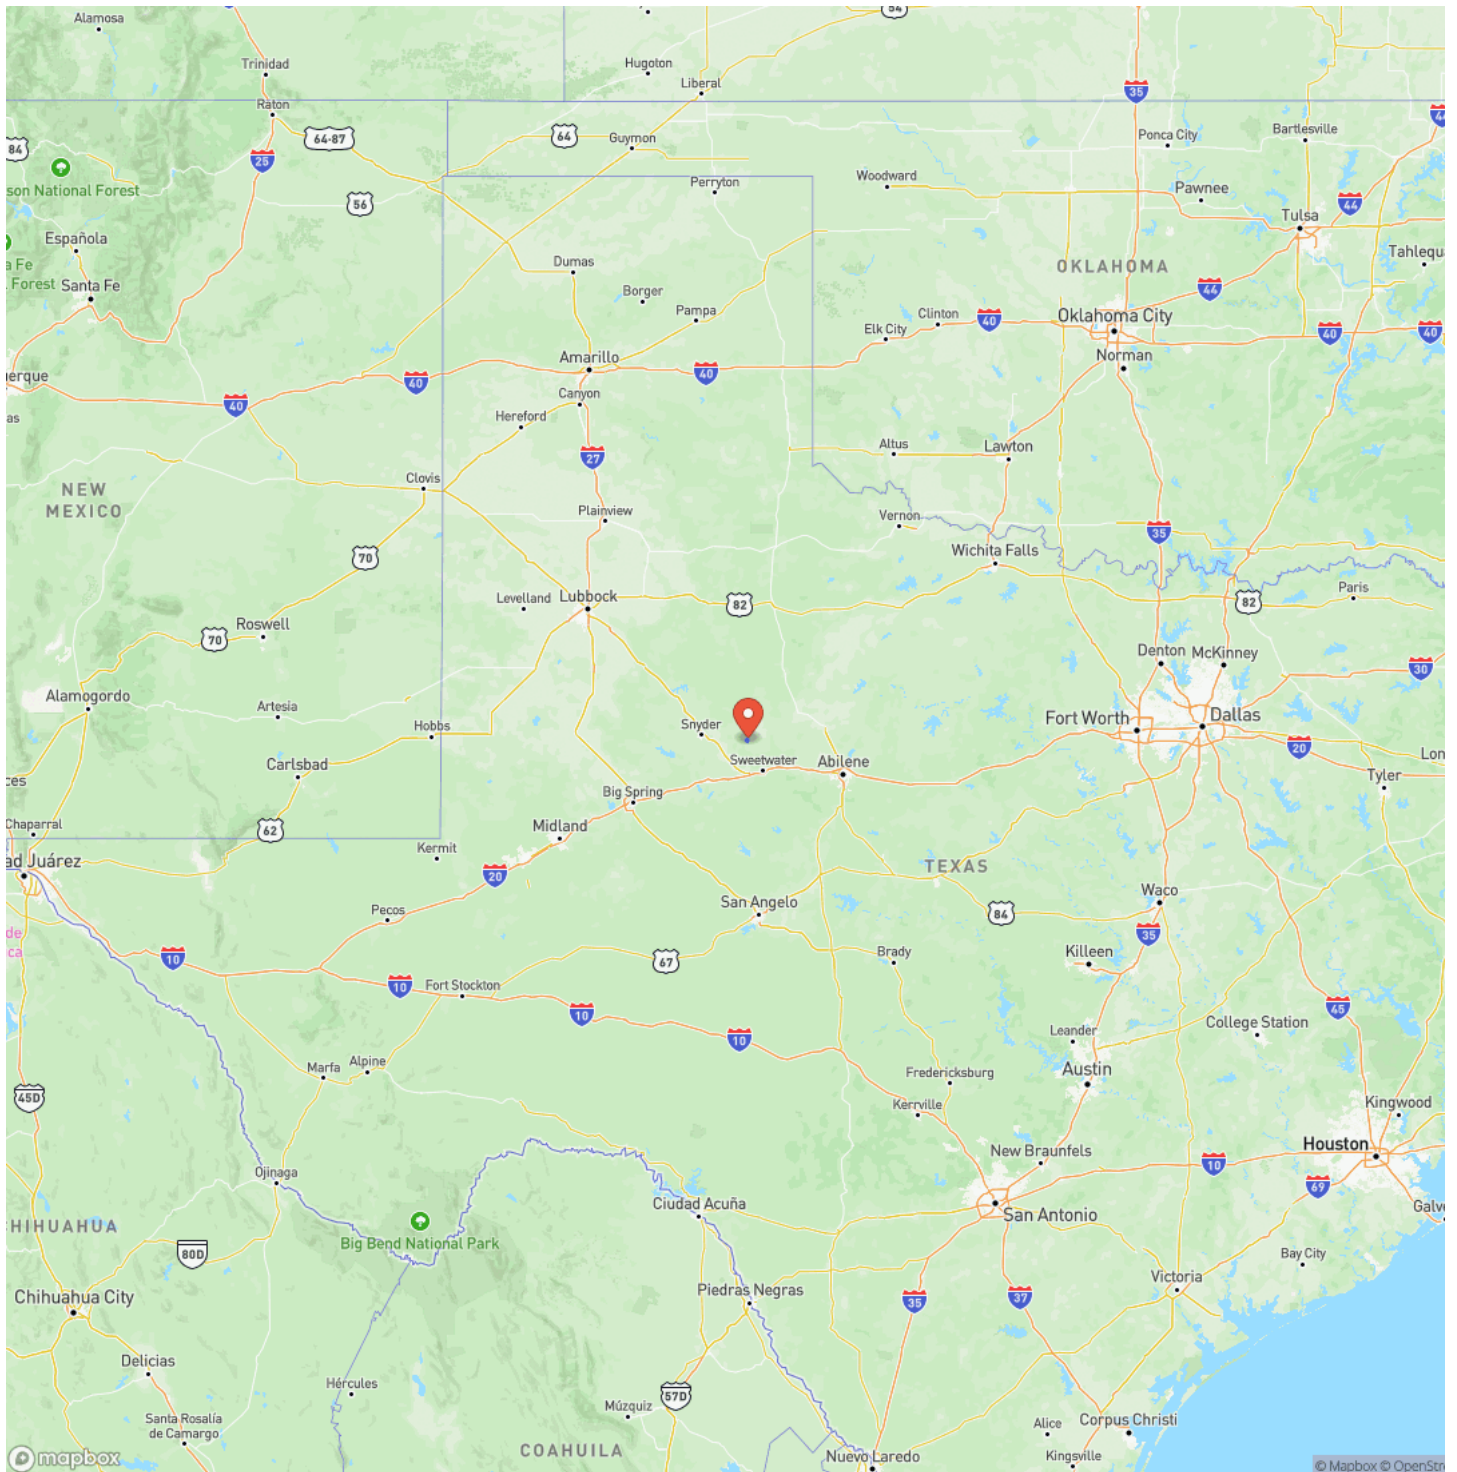 54
Alamosa
Trinidad
Hugoton
Liberal
35
Raton
64-87
64
Guymon
Ponca City
Bartlesville
84
25
son National Forest
56
Perryton
Woodward
Pawnee
44
Tulsa
Española
a Fe
Forest
Santa Fe
Dumas
Borger
Pampa
OKLAHOMA
44
Tahlequ
Elk City
Clinton
40
Oklahoma City
40
40
Norman
Amarillo
40
40
40
Canyon
Hereford
erque
as
27
Altus
Lawton
Clovis
NEW
MEXICO
Plainview
Vernon
35
Wichita Falls
70
Levelland
Lubbock
82
82
Paris
70
Roswell
Denton
McKinney
30
Alamogordo
Artesia
Hobbs
Snyder
Fort Worth
Dallas
20
Lon
Carlsbad
Sweetwater
Abilene
Tyler
ces
Big Spring
Chaparral
62
Midland
Kermit
ad Juárez
20
TEXAS
Waco
Pecos
San Angelo
84
35
de
ca
10
67
Brady
Killeen
10
Fort Stockton
10
10
45
College Station
Leander
Marfa
Alpine
Austin
Fredericksburg
45D
Kerrville
Kingwood
Houston
New Braunfels
10
69
Ojinaga
Ciudad Acuña
San Antonio
Galv
HIHUAHUA
80D
Big Bend National Park
Bay City
Piedras Negras
35
37
Victoria
Chihuahua City
Delicias
Hércules
57D
Múzquiz
Santa Rosalía
de Camargo
Alice
Corpus Christi
COAHUILA
Nuevo Laredo
Kingsville
mapbox
© Mapbox © OpenStr